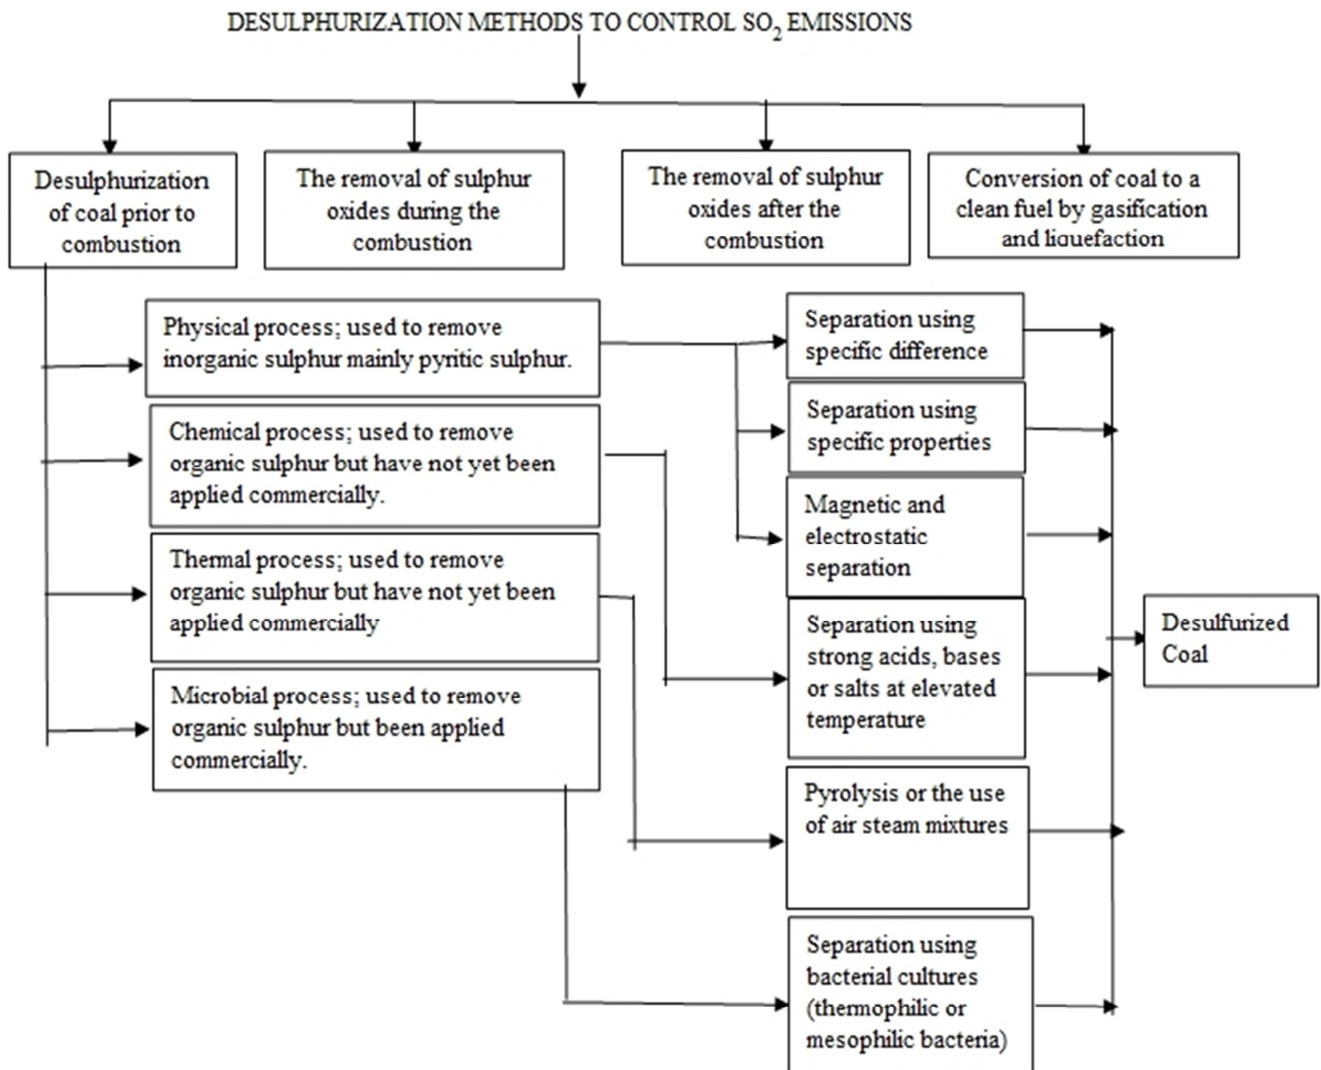 DESULPHURIZATION METHODS TO CONTROL SO₂ EMISSIONS
Desulphurization
of coal prior to
combustion
The removal of sulphur
oxides during the
combustion
The removal of sulphur
oxides after the
combustion
Conversion of coal to a
clean fuel by gasification
and liquefaction
Physical process; used to remove
inorganic sulphur mainly pyritic sulphur.
Chemical process; used to remove
organic sulphur but have not yet been
applied commercially.
Thermal process; used to remove
organic sulphur but have not yet been
applied commercially
Microbial process; used to remove
organic sulphur but been applied
commercially.
Separation using
specific difference
Separation using
specific properties
Magnetic and
electrostatic
separation
Separation using
strong acids, bases
or salts at elevated
temperature
Pyrolysis or the use
of air steam mixtures
Separation using
bacterial cultures
(thermophilic or
mesophilic bacteria)
Desulfurized
Coal